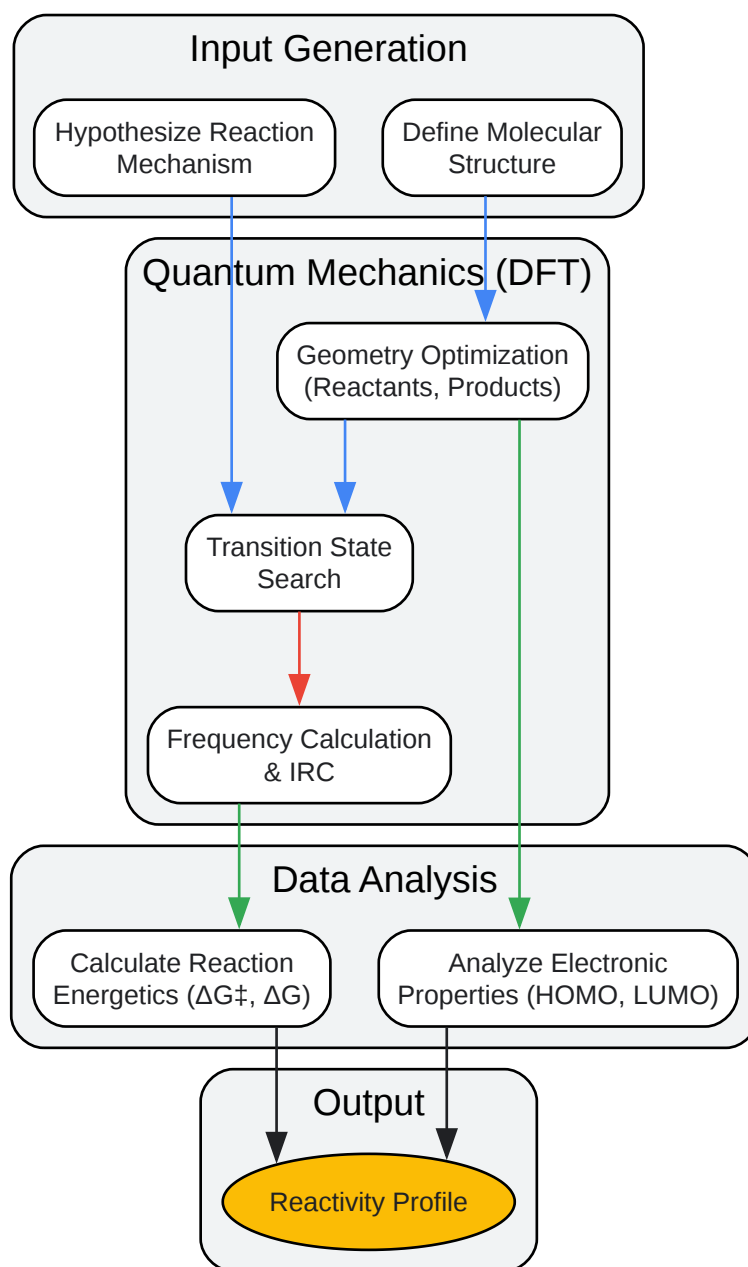 Input Generation
Hypothesize Reaction
Mechanism
Define Molecular
Structure
Quantum Mechanics (DFT)
Geometry Optimization
(Reactants, Products)
Transition State
Search
Frequency Calculation
& IRC
Data Analysis
Calculate Reaction
Energetics (ΔG‡, ΔG)
Analyze Electronic
Properties (HOMO, LUMO)
Output
Reactivity Profile